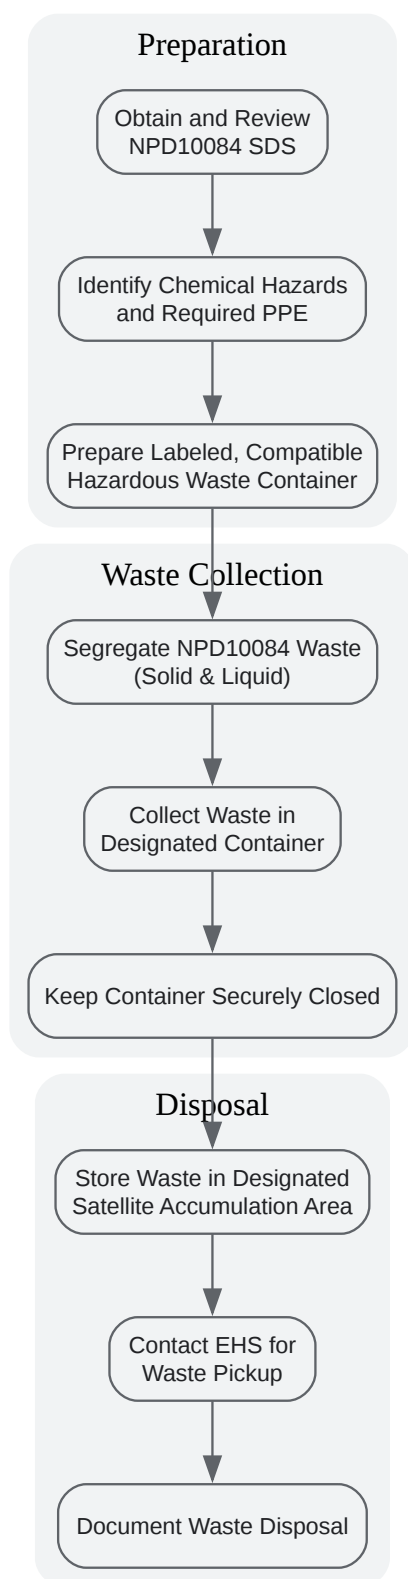 Preparation
Obtain and Review
NPD10084 SDS
Identify Chemical Hazards
and Required PPE
Prepare Labeled, Compatible
Hazardous Waste Container
Waste Collection
Segregate NPD10084 Waste
(Solid & Liquid)
Collect Waste in
Designated Container
Keep Container Securely Closed
Disposal
Store Waste in Designated
Satellite Accumulation Area
Contact EHS for
Waste Pickup
Document Waste Disposal